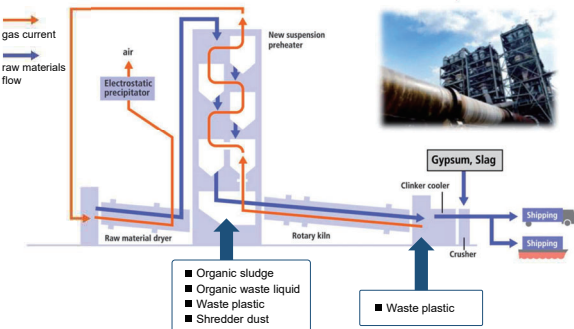 gas current
raw materials
flow
air
Electrostatic
precipitator
New suspension
preheater
Raw material dryer
Rotary kiln
Gypsum, Slag
Clinker cooler
Crusher
Shipping
Shipping
■ Organic sludge
■ Organic waste liquid
■ Waste plastic
■ Shredder dust
■ Waste plastic